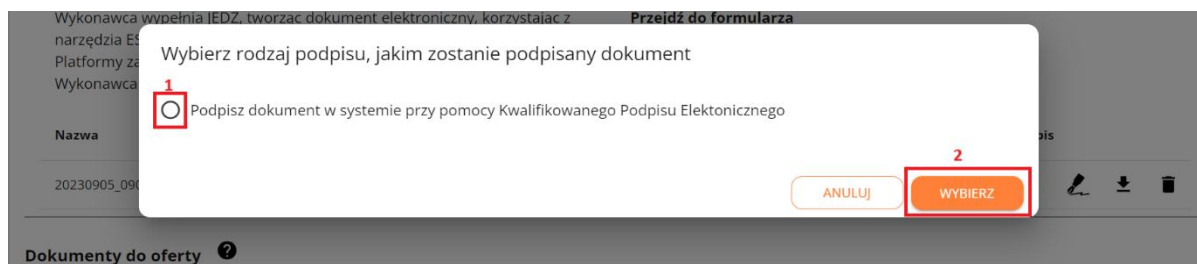 Wykonawca wypełnia JEDZ, tworząc dokument elektroniczny, korzystając z
Przejdź do formularza
narzędzia ES
Platformy za
Wykonawca
Wybierz rodzaj podpisu, jakim zostanie podpisany dokument
1
Podpisz dokument w systemie przy pomocy Kwalifikowanego Podpisu Elektonicznego
Nazwa
pis
2
20230905_090
ANULUJ
WYBIERZ
Dokumenty do oferty ?